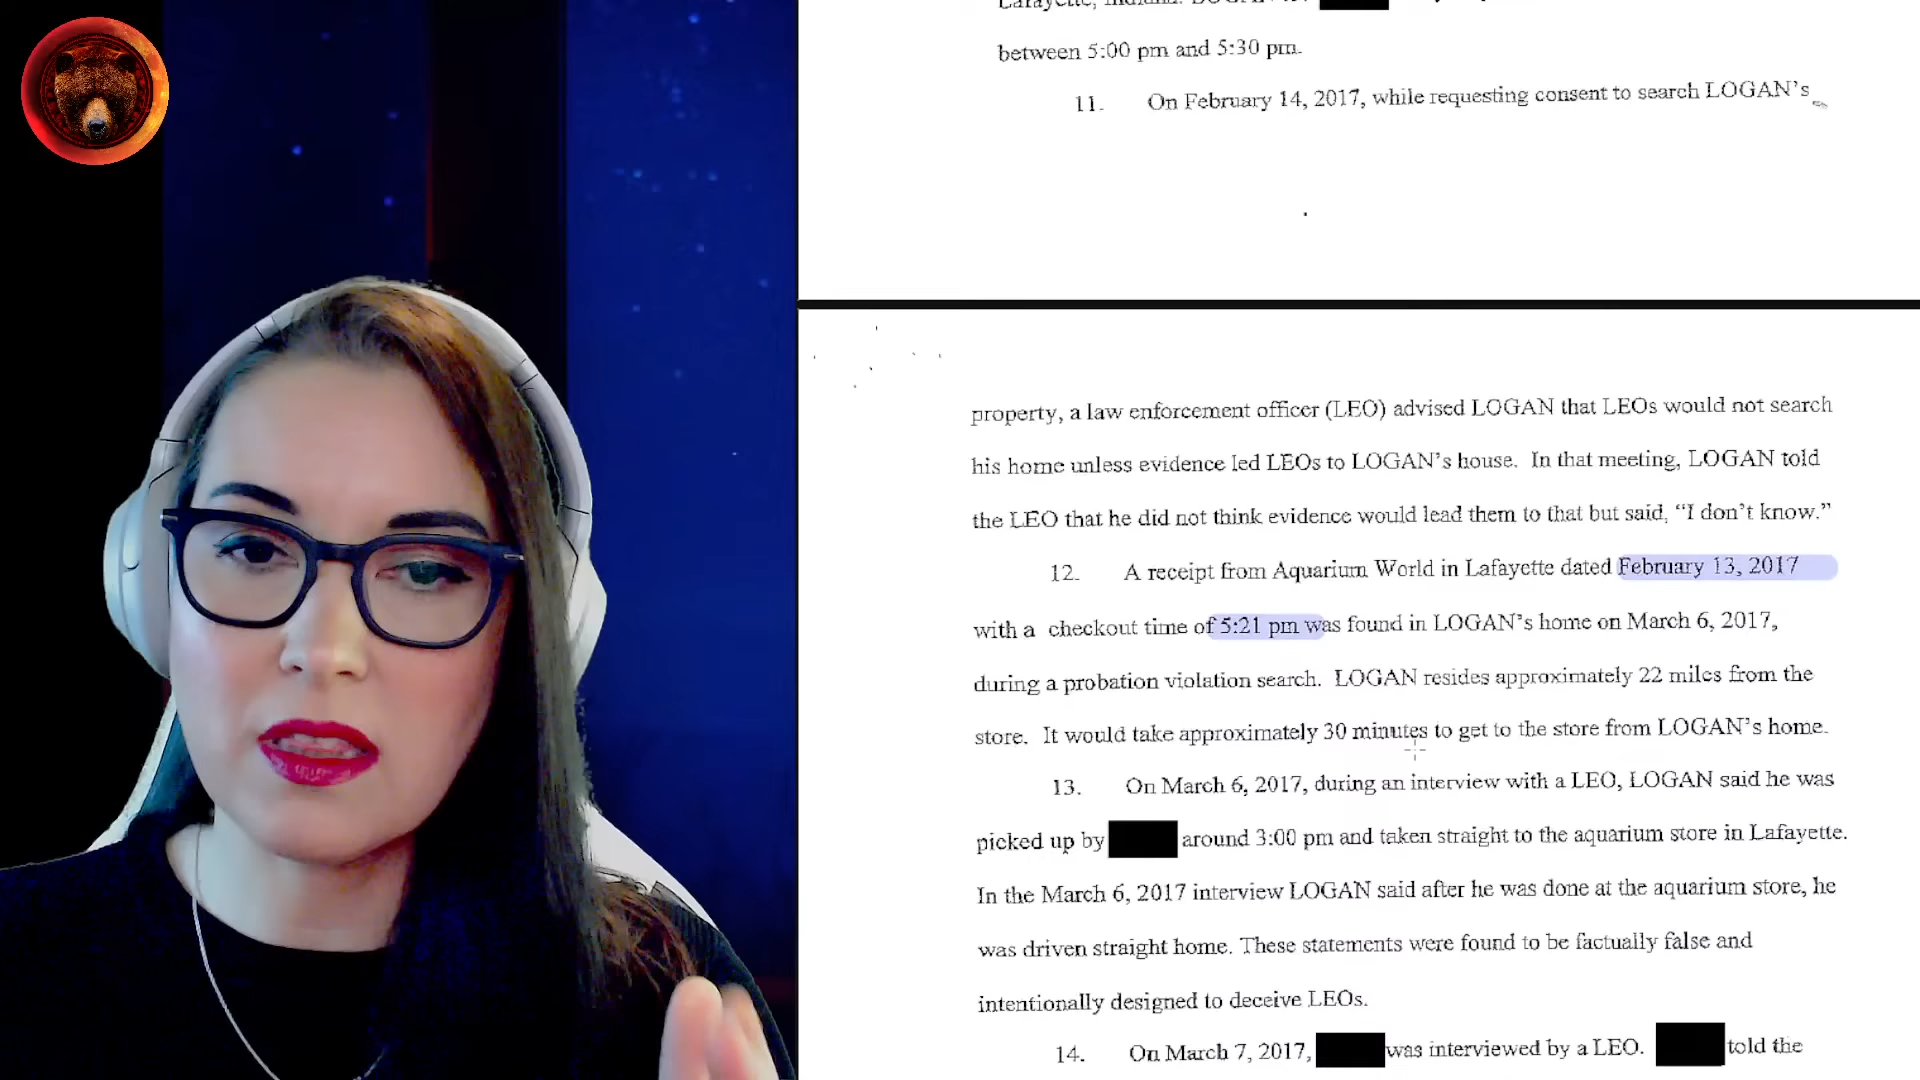 between 5:00 pm and 5:30 pm.
11. On February 14, 2017, while requesting consent to search LOGAN's
property, a law enforcement officer (LEO) advised LOGAN that LEOs would not search
his home unless evidence led LEOs to LOGAN's house. In that meeting, LOGAN told
the LEO that he did not think evidence would lead them to that but said, "I don't know."
12. A receipt from Aquarium World in Lafayette dated February 13, 2017
with a checkout time of 5:21 pm was found in LOGAN's home on March 6, 2017,
during a probation violation search. LOGAN resides approximately 22 miles from the
store. It would take approximately 30 minutes to get to the store from LOGAN's home.
13. On March 6, 2017, during an interview with a LEO, LOGAN said he was
picked up by around 3:00 pm and taken straight to the aquarium store in Lafayette.
In the March 6, 2017 interview LOGAN said after he was done at the aquarium store, he
was driven straight home. These statements were found to be factually false and
intentionally designed to deceive LEOs.
14. On March 7, 2017, was interviewed by a LEO. told the